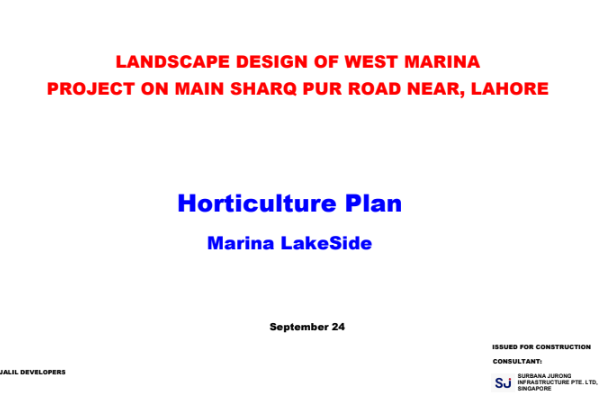 LANDSCAPE DESIGN OF WEST MARINA
PROJECT ON MAIN SHARQ PUR ROAD NEAR, LAHORE
Horticulture Plan
Marina LakeSide
September 24
ISSUED FOR CONSTRUCTION
CONSULTANT:
JALIL DEVELOPERS
SJ
SURBANA JURONG
INFRASTRUCTURE PTE. LTD,
SINGAPORE